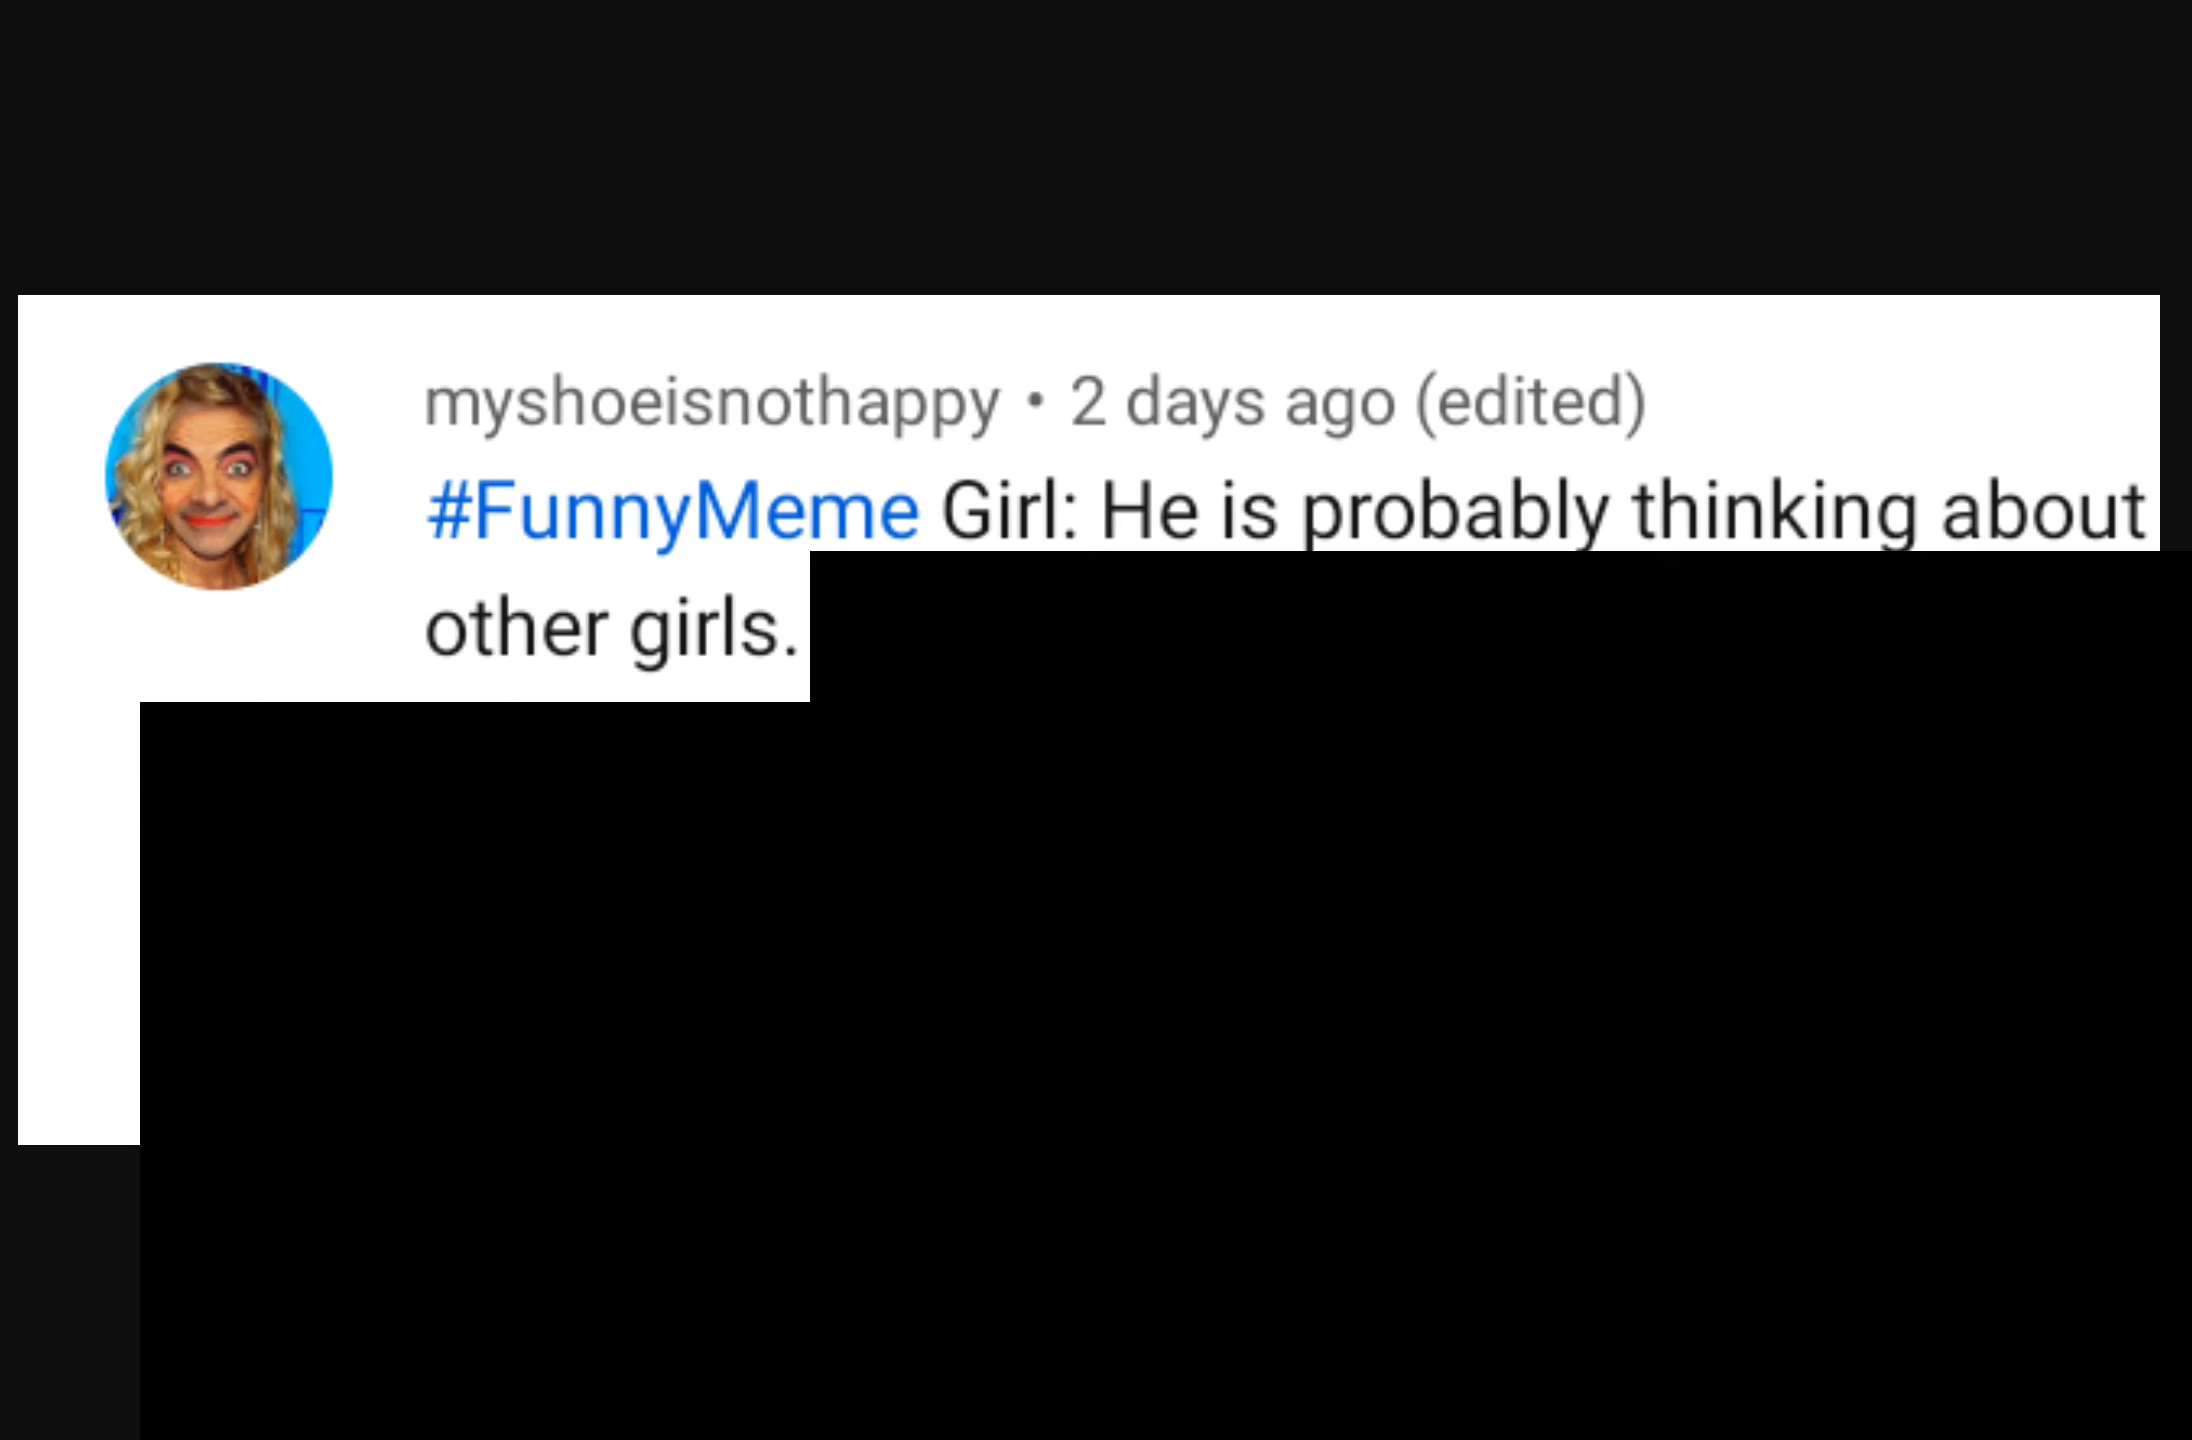 myshoeisnothappy • 2 days ago (edited)
#FunnyMeme Girl: He is probably thinking about
other girls.